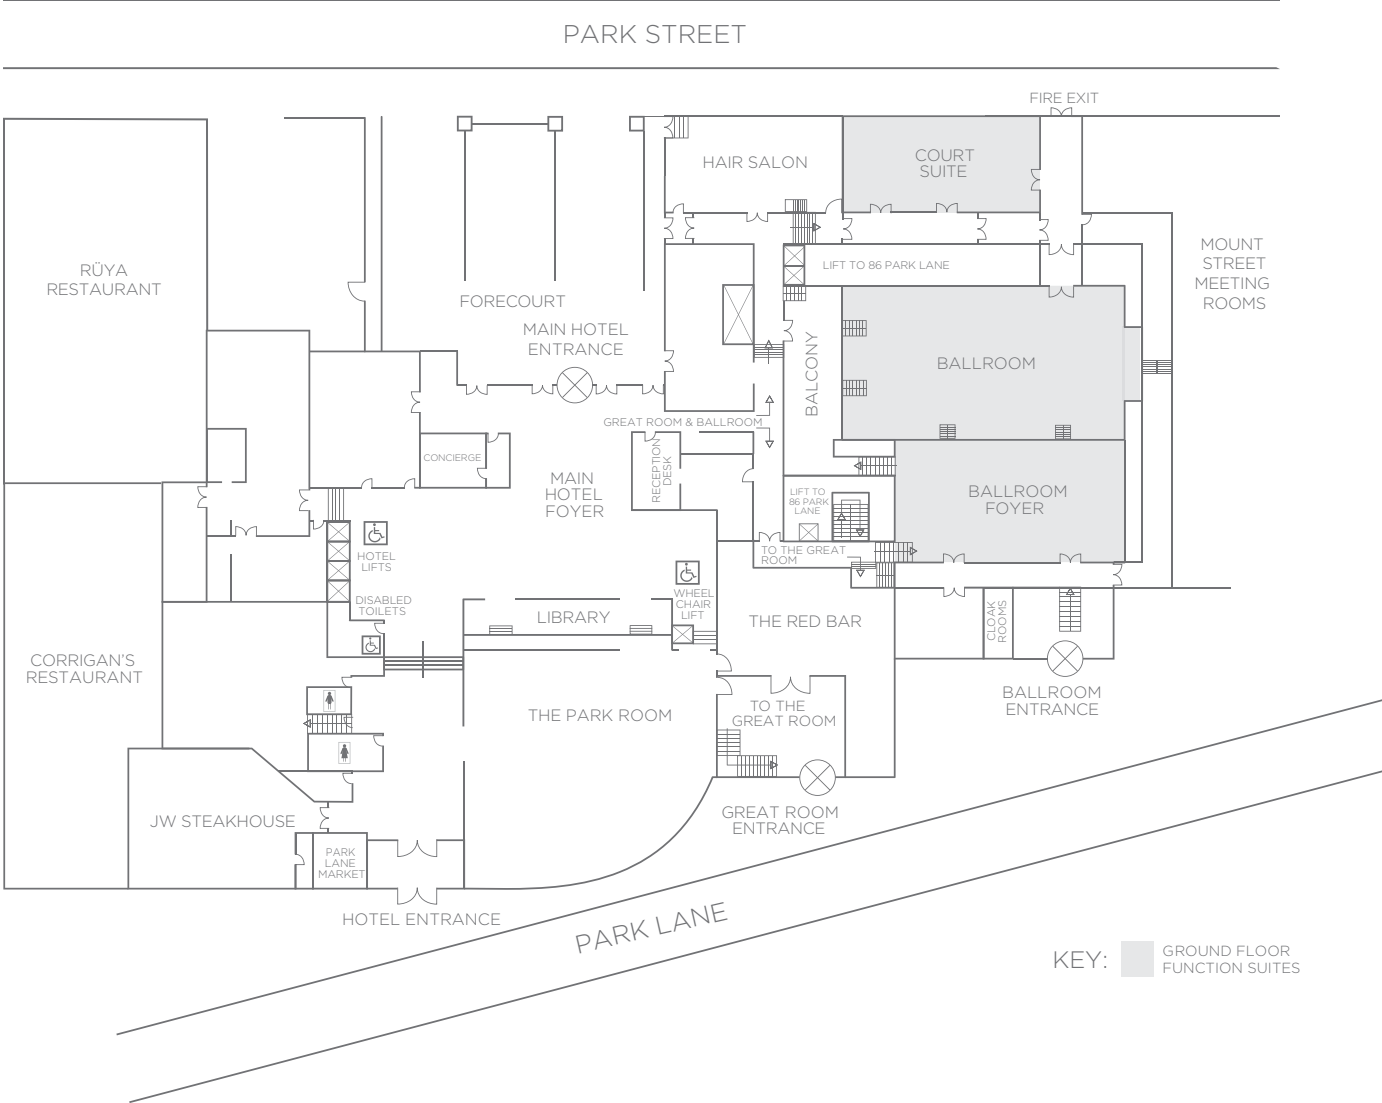 PARK STREET
FIRE EXIT
HAIR SALON
COURT
SUITE
RÜYA
RESTAURANT
FORECOURT
MAIN HOTEL
ENTRANCE
LIFT TO 86 PARK LANE
MOUNT
STREET
MEETING
ROOMS
BALCONY
BALLROOM
GREAT ROOM & BALLROOM
CONCIERGE
RECEPTION
DESK
MAIN
HOTEL
FOYER
LIFT TO
86 PARK
LANE
BALLROOM
FOYER
HOTEL
LIFTS
TO THE GREAT
ROOM
DISABLED
TOILETS
LIBRARY
WHEEL
CHAIR
LIFT
THE RED BAR
CLOAK
ROOMS
CORRIGAN'S
RESTAURANT
THE PARK ROOM
TO THE
GREAT ROOM
BALLROOM
ENTRANCE
JW STEAKHOUSE
GREAT ROOM
ENTRANCE
PARK
LANE
MARKET
HOTEL ENTRANCE
PARK LANE
KEY:
GROUND FLOOR
FUNCTION SUITES